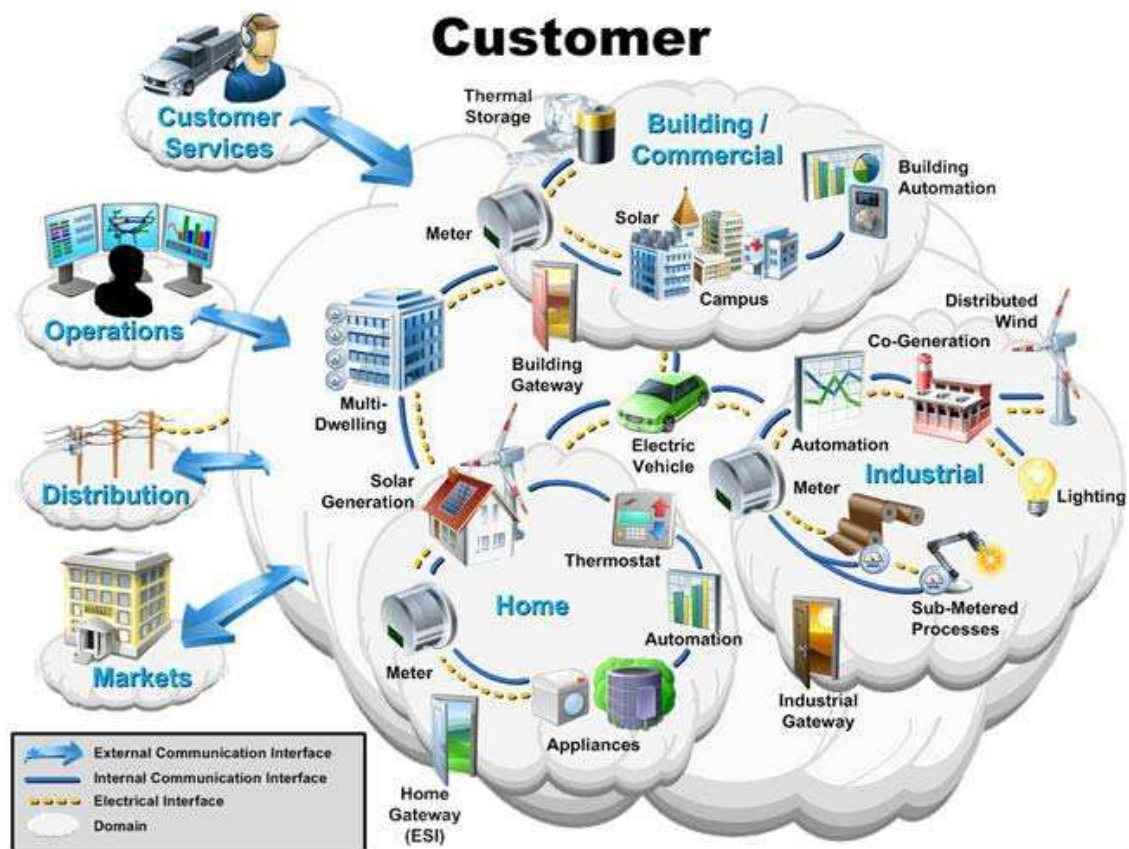 Customer
Customer
Services
Thermal
Storage
Building /
Commercial
Building
Automation
Meter
Solar
Campus
Operations
Building
Gateway
Multi-
Dwelling
Distributed
Wind
Co-Generation
Electric
Vehicle
Automation
Distribution
Solar
Generation
Meter
Industrial
Lighting
Thermostat
Markets
Home
Meter
Automation
Sub-Metered
Processes
Appliances
Industrial
Gateway
Home
Gateway
(ESI)
External Communication Interface
Internal Communication Interface
Electrical Interface
Domain